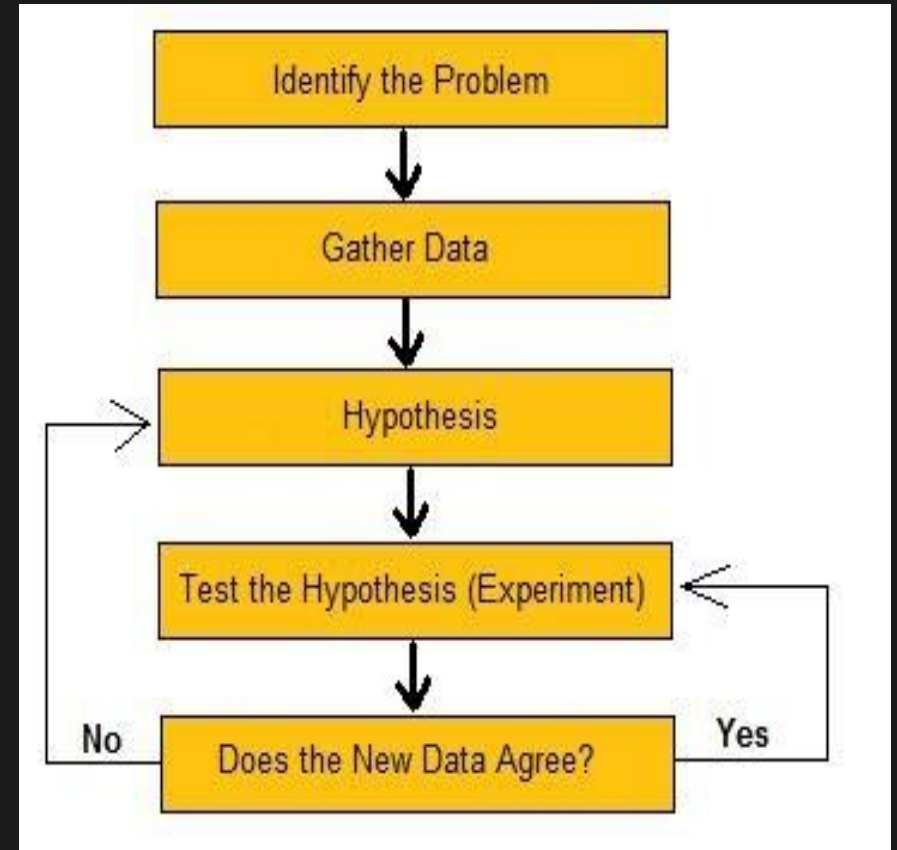 Identify the Problem
Gather Data
Hypothesis
Test the Hypothesis (Experiment)
No
Does the New Data Agree?
Yes